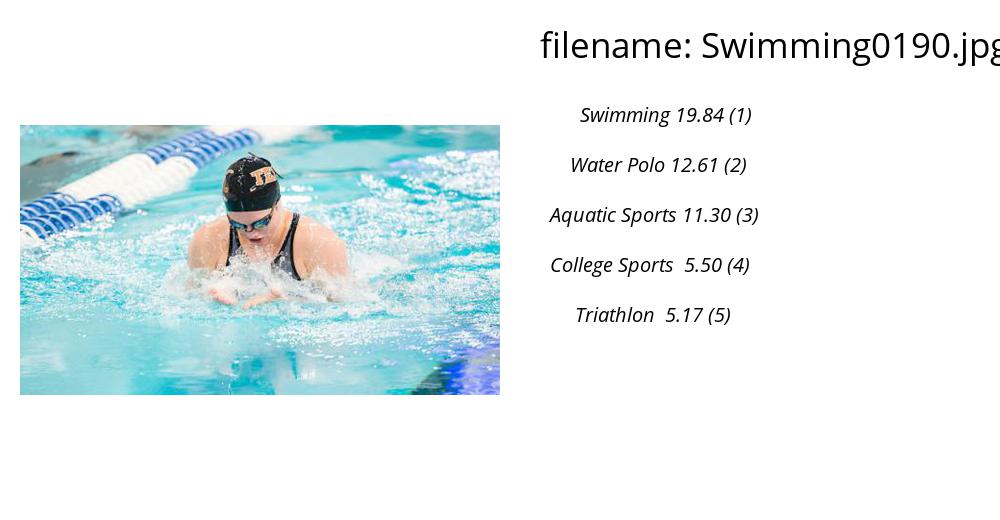 filename: Swimming0190.jpg
Swimming 19.84 (1)
Water Polo 12.61 (2)
Aquatic Sports 11.30 (3)
College Sports 5.50 (4)
Triathlon 5.17 (5)